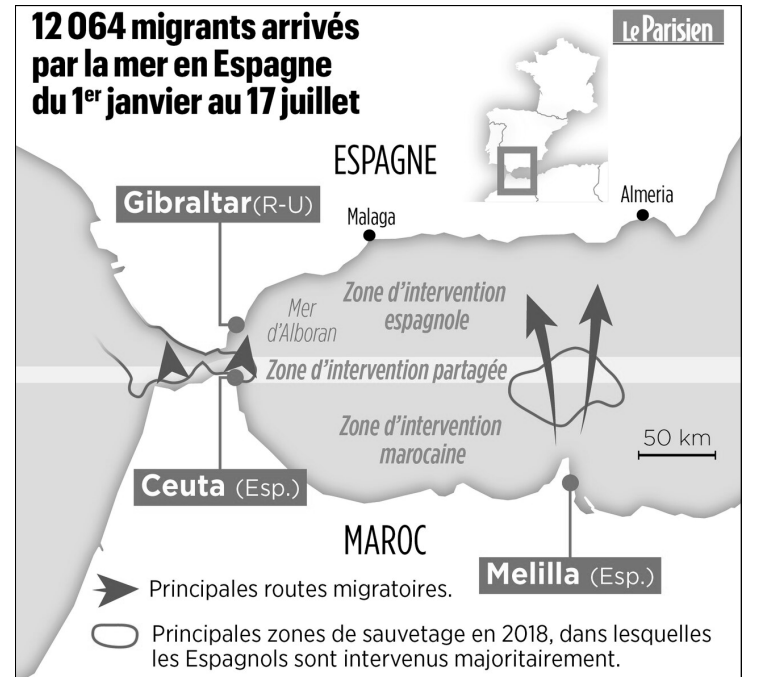 12 064 migrants arrivés
par la mer en Espagne
du 1er janvier au 17 juillet
Le Parisien
ESPAGNE
Gibraltar (R-U)
Malaga
Almeria
Mer
d’Alboran
Zone d’intervention
espagnole
Zone d’intervention partagée
Zone d’intervention
marocaine
50 km
Ceuta (Esp.)
MAROC
Melilla (Esp.)
Principales routes migratoires.
Principales zones de sauvetage en 2018, dans lesquelles
les Espagnols sont intervenus majoritairement.